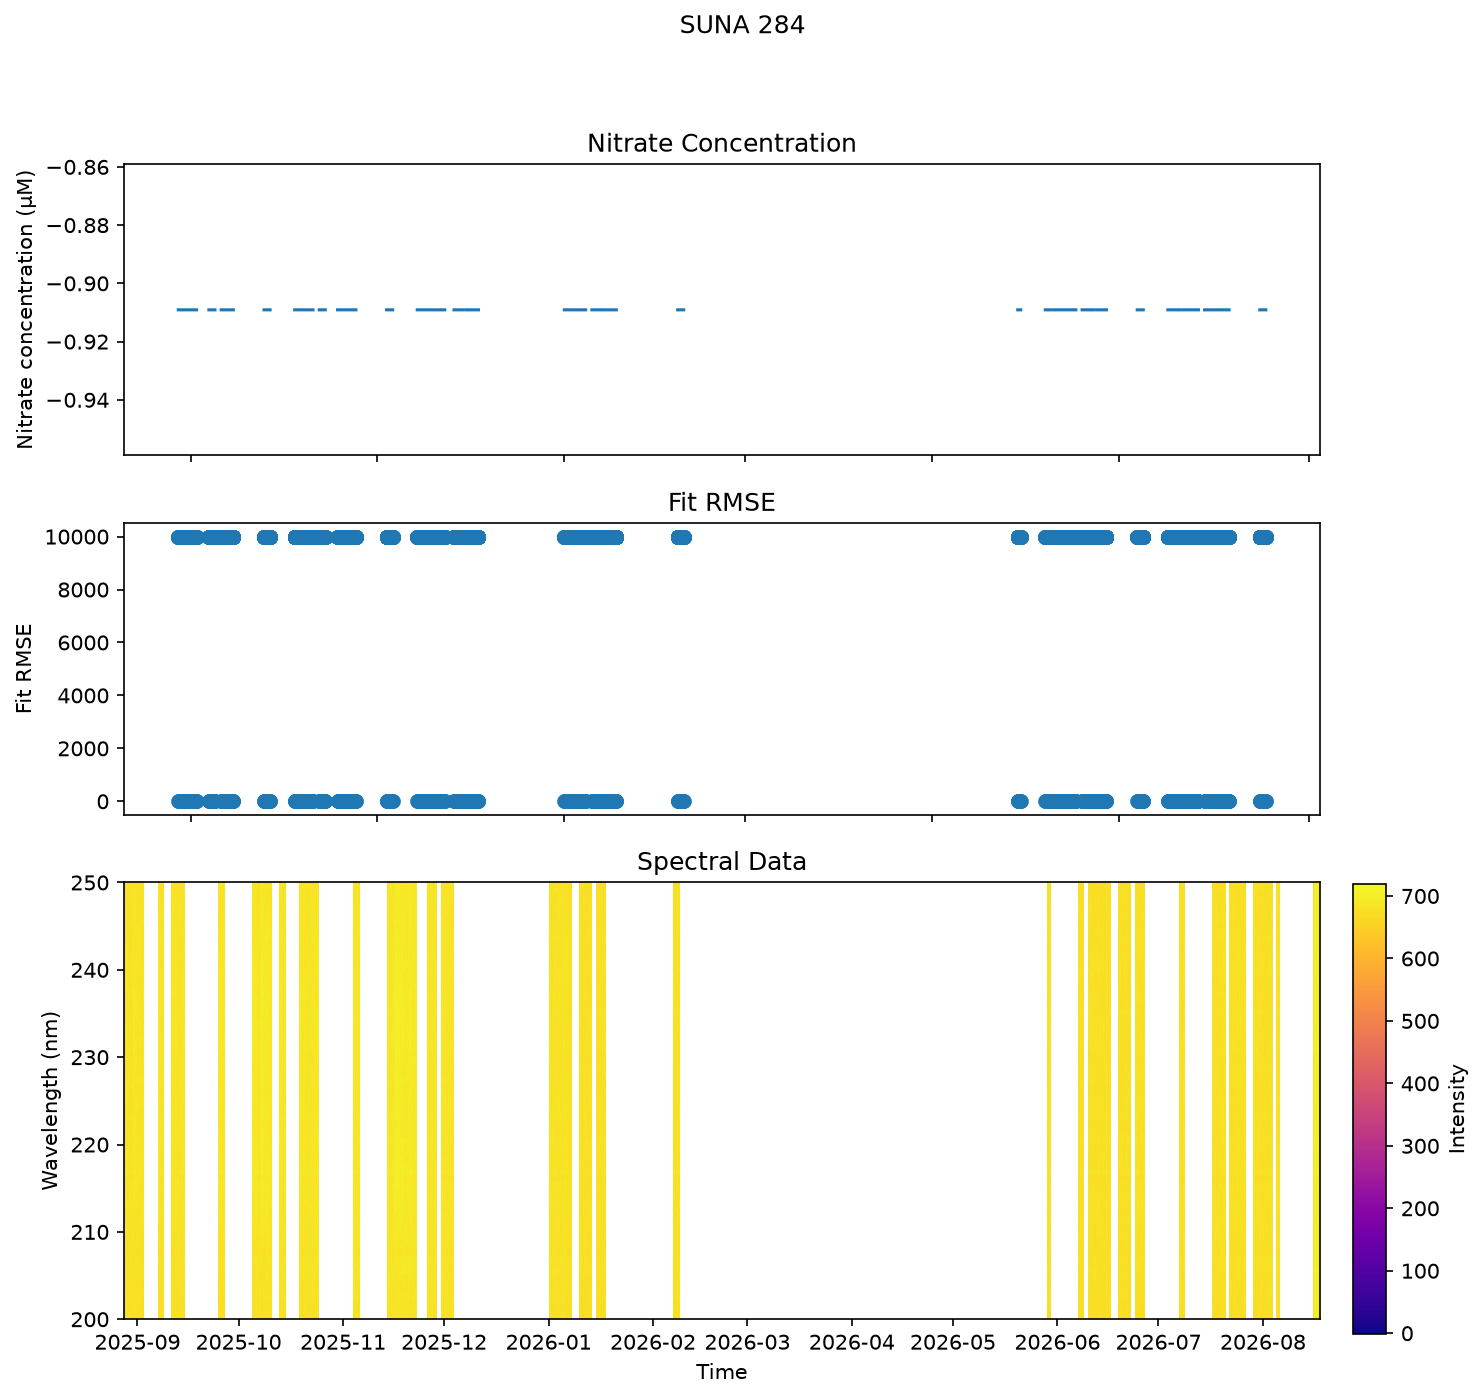 SUNA 284
Nitrate Concentration
Nitrate concentration (μM)
−0.86
−0.88
−0.90
−0.92
−0.94
Fit RMSE
Fit RMSE
10000
8000
6000
4000
2000
0
Spectral Data
Wavelength (nm)
250
240
230
220
210
200
2025-09 2025-10 2025-11 2025-12 2026-01 2026-02 2026-03 2026-04 2026-05 2026-06 2026-07 2026-08
Time
700
600
500
400
300
200
100
0
Intensity